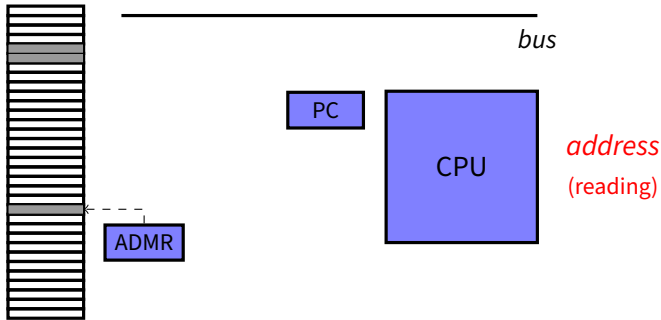 bus
PC
CPU
address
(reading)
ADMR